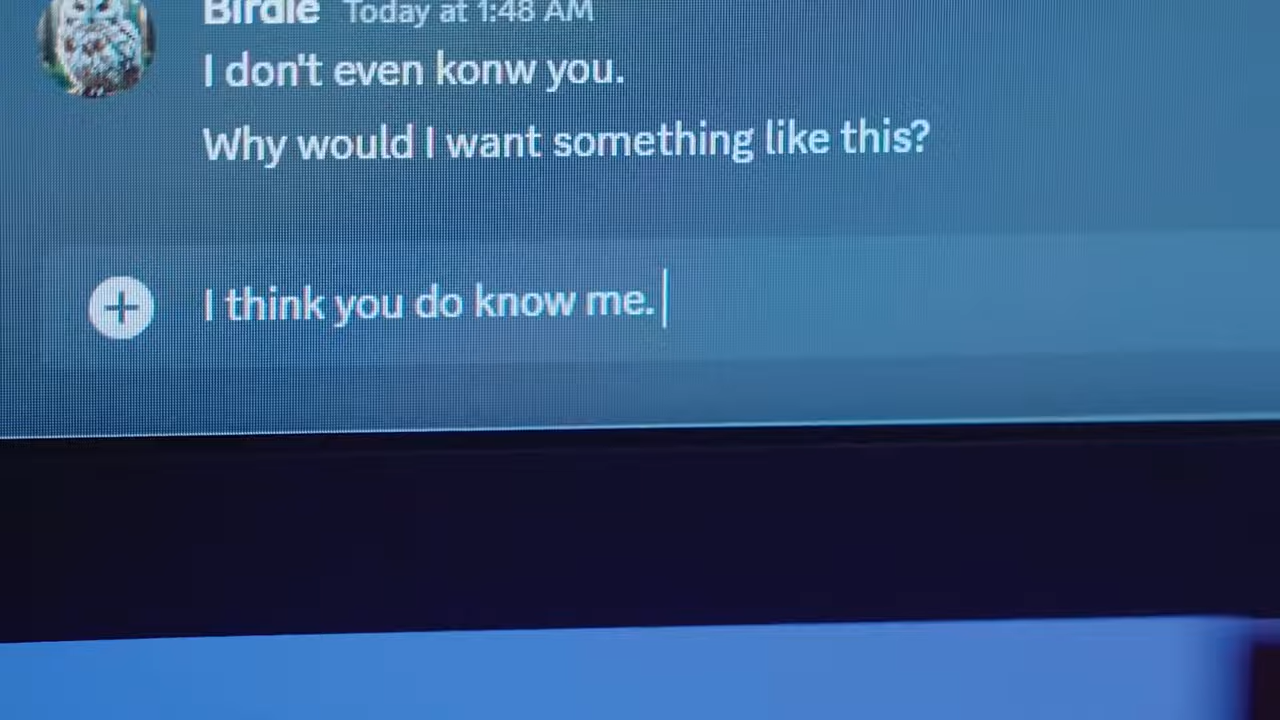 Birdie Today at 1:48 AM
I don't even konw you.
Why would I want something like this?
I think you do know me.